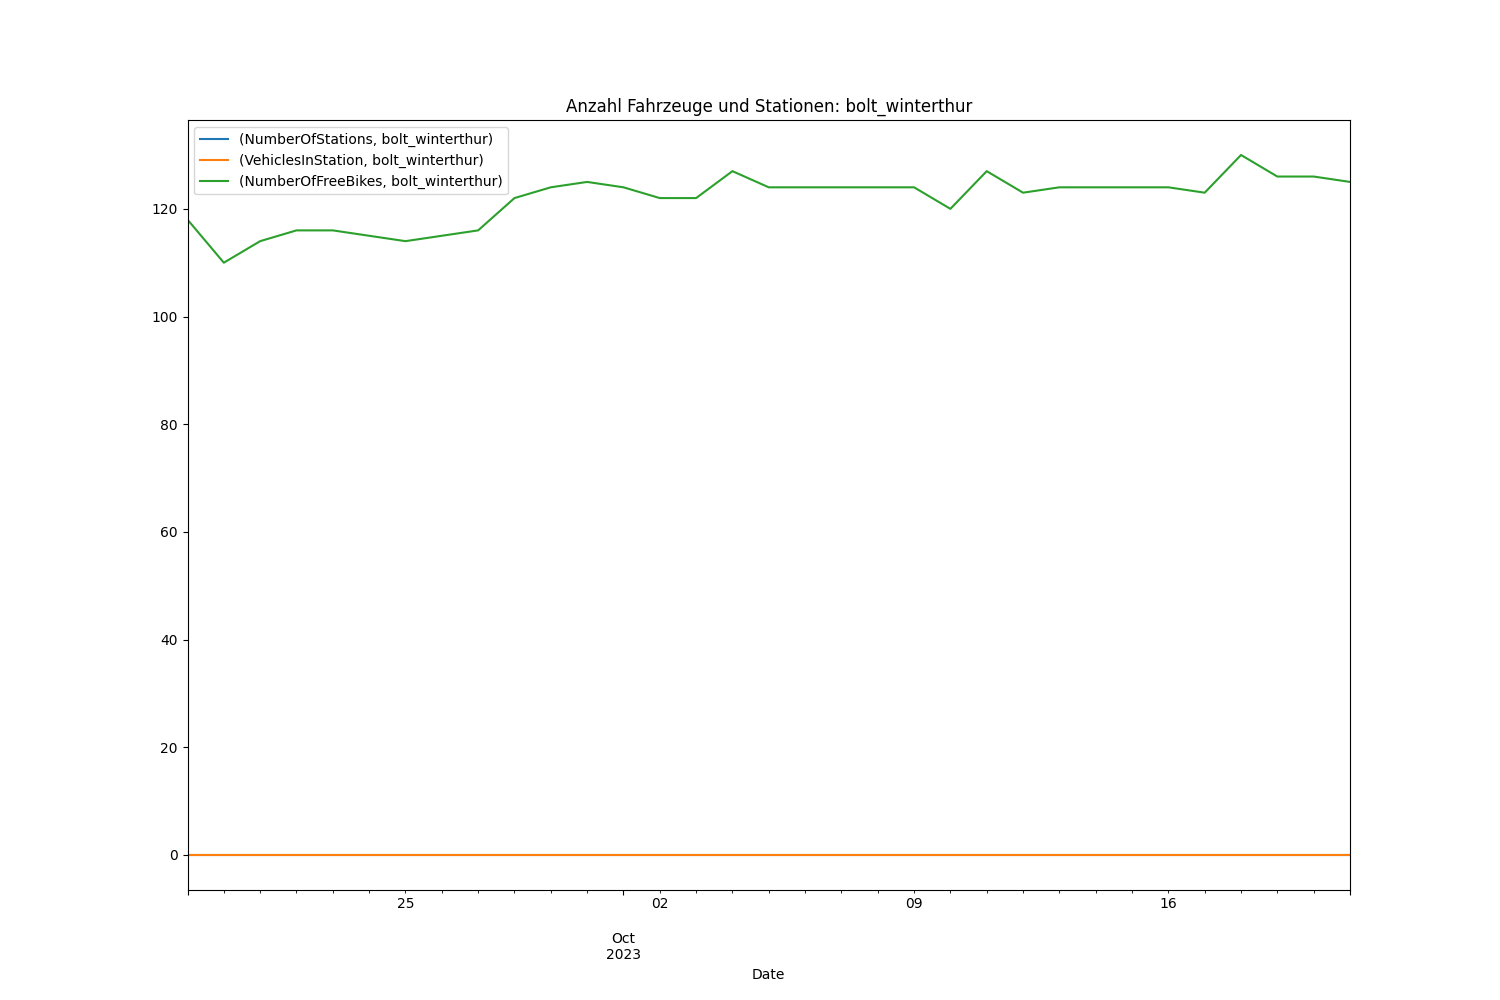 Anzahl Fahrzeuge und Stationen: bolt_winterthur
(NumberOfStations, bolt_winterthur)
(VehiclesInStation, bolt_winterthur)
(NumberOfFreeBikes, bolt_winterthur)
120
100
80
60
40
20
0
25
02
09
16
Oct
2023
Date